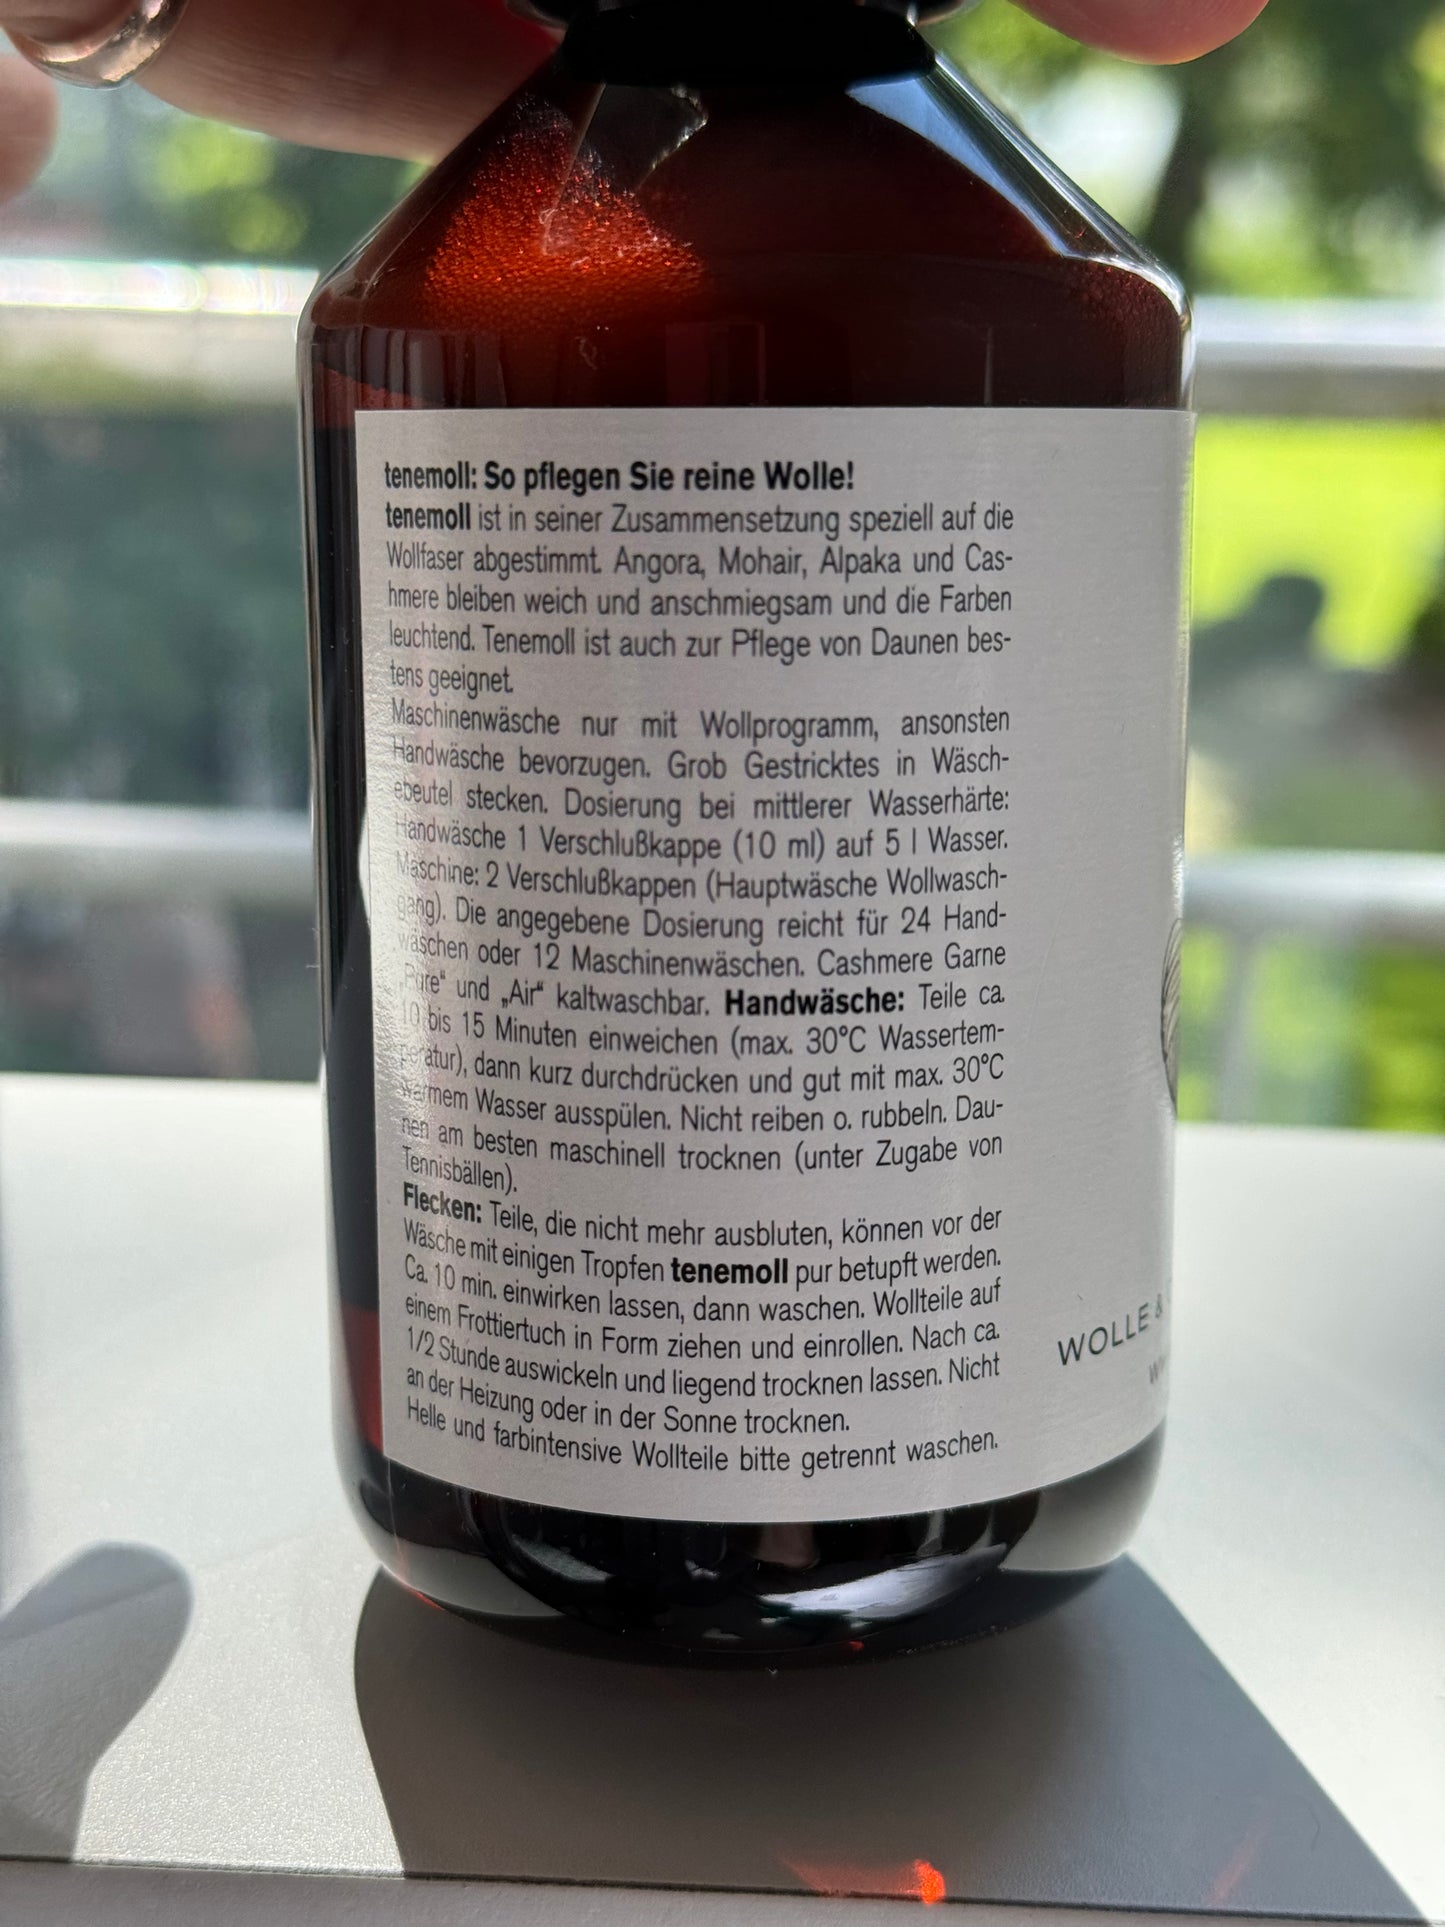 tenemoll: So pflegen Sie reine Wolle!
tenemoll ist in seiner Zusammensetzung speziell auf die
Wollfaser abgestimmt. Angora, Mohair, Alpaka und Cas-
hmere bleiben weich und anschmiegsam und die Farben
leuchtend. Tenemoll ist auch zur Pflege von Daunen bes-
tens geeignet.
Maschinenwäsche nur mit Wollprogramm, ansonsten
Handwäsche bevorzugen. Grob Gestricktes in Wäsch-
ebeutel stecken. Dosierung bei mittlerer Wasserhärte:
Handwäsche 1 Verschlußkappe (10 ml) auf 5 l Wasser.
Maschine: 2 Verschlußkappen (Hauptwäsche Wollwasch-
gang). Die angegebene Dosierung reicht für 24 Hand-
wäschen oder 12 Maschinenwäschen. Cashmere Garne
„Pure“ und „Air“ kaltwaschbar. Handwäsche: Teile ca.
10 bis 15 Minuten einweichen (max. 30°C Wassertem-
peratur), dann kurz durchdrücken und gut mit max. 30°C
warmem Wasser ausspülen. Nicht reiben o. rubbeln. Dau-
nen am besten maschinell trocknen (unter Zugabe von
Tennisbällen).
Flecken: Teile, die nicht mehr ausbluten, können vor der
Wäsche mit einigen Tropfen tenemoll pur betupft werden.
Ca. 10 min. einwirken lassen, dann waschen. Wollteile auf
einem Frottiertuch in Form ziehen und einrollen. Nach ca.
1/2 Stunde auswickeln und liegend trocknen lassen. Nicht
an der Heizung oder in der Sonne trocknen.
Helle und farbintensive Wollteile bitte getrennt waschen.
WOLLE &